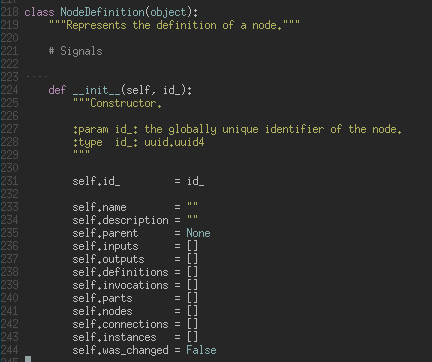 218 class NodeDefinition(object):
219     """Represents the definition of a node."""
220
221     # Signals
222
223 ----
224     def __init__(self, id_):
225         """Constructor.
226
227         :param id_: the globally unique identifier of the node.
228         :type  id_: uuid.uuid4
229         """
230
231         self.id_         = id_
232
233         self.name        = ""
234         self.description = ""
235         self.parent      = None
236         self.inputs      = []
237         self.outputs     = []
238         self.definitions = []
239         self.invocations = []
240         self.parts       = []
241         self.nodes       = []
242         self.connections = []
243         self.instances   = []
244         self.was_changed = False